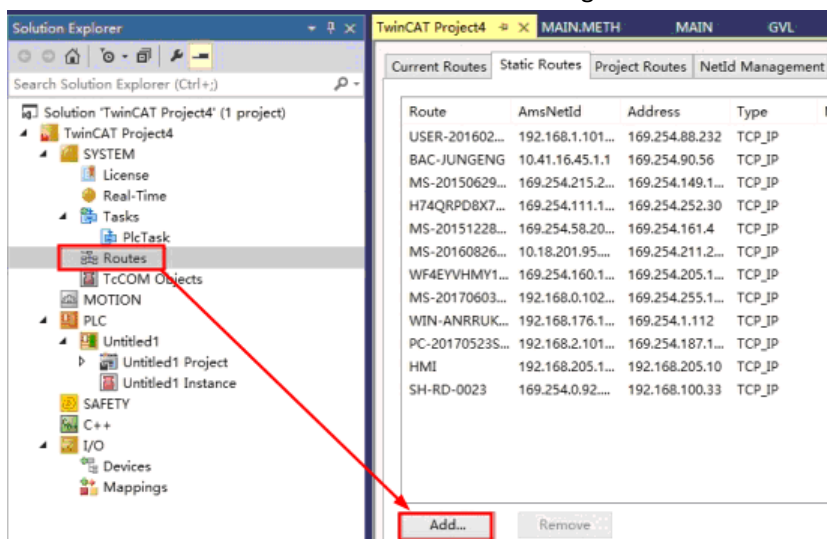 Solution Explorer
Search Solution Explorer (Ctrl+;)
Solution 'TwinCAT Project4' (1 project)
TwinCAT Project4
SYSTEM
License
Real-Time
Tasks
PlcTask
Routes
TcCOM Objects
MOTION
PLC
Untitled1
Untitled1 Project
Untitled1 Instance
SAFETY
C++
I/O
Devices
Mappings
TwinCAT Project4 MAIN.METH MAIN GVL
Current Routes Static Routes Project Routes NetId Management
Route AmsNetId Address Type
USER-201602... 192.168.1.101... 169.254.88.232 TCP_IP
BAC-JUNGENG 10.41.16.45.1.1 169.254.90.56 TCP_IP
MS-20150629... 169.254.215.2... 169.254.149.1... TCP_IP
H74QRPD8X7... 169.254.111.1... 169.254.252.30 TCP_IP
MS-20151228... 169.254.58.20... 169.254.161.4 TCP_IP
MS-20160826... 10.18.201.95.... 169.254.211.2... TCP_IP
WF4EYVHMY1... 169.254.160.1... 169.254.205.1... TCP_IP
MS-20170603... 192.168.0.102... 169.254.255.1... TCP_IP
WIN-ANRRUK... 192.168.176.1... 169.254.1.112 TCP_IP
PC-20170523S... 192.168.2.101... 169.254.187.1... TCP_IP
HMI 192.168.205.1... 192.168.205.10 TCP_IP
SH-RD-0023 169.254.0.92.... 192.168.100.33 TCP_IP
Add... Remove